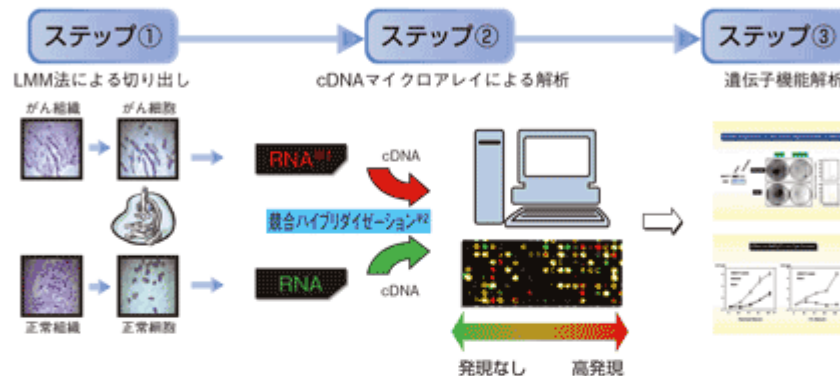 ステップ①
ステップ②
ステップ③
LMM法による切り出し
cDNAマイクロアレイによる解析
遺伝子機能解析
がん組織
がん細胞
RNA※1
cDNA
競合ハイブリダイゼーション※2
RNA
cDNA
正常組織
正常細胞
発現なし
高発現